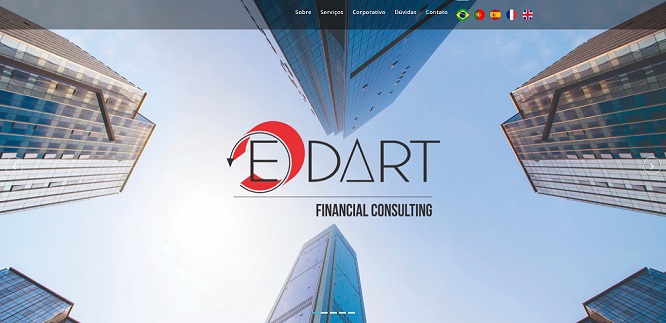 Sobre Serviços Corporativo Dúvidas Contato
EDART
FINANCIAL CONSULTING